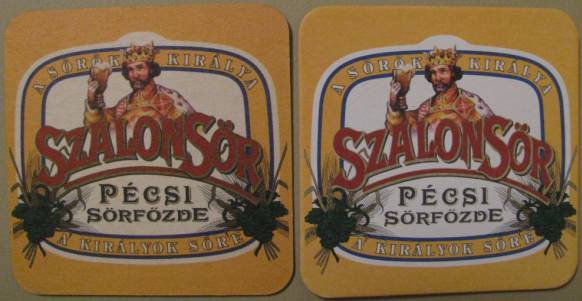 A SÖRÖK KIRÁLYA
SZALONSÖR
PÉCSI
SÖRFŐZDE
A KIRÁLYOK SÖRE
A SÖRÖK KIRÁLYA
SZALONSÖR
PÉCSI
SÖRFŐZDE
A KIRÁLYOK SÖRE